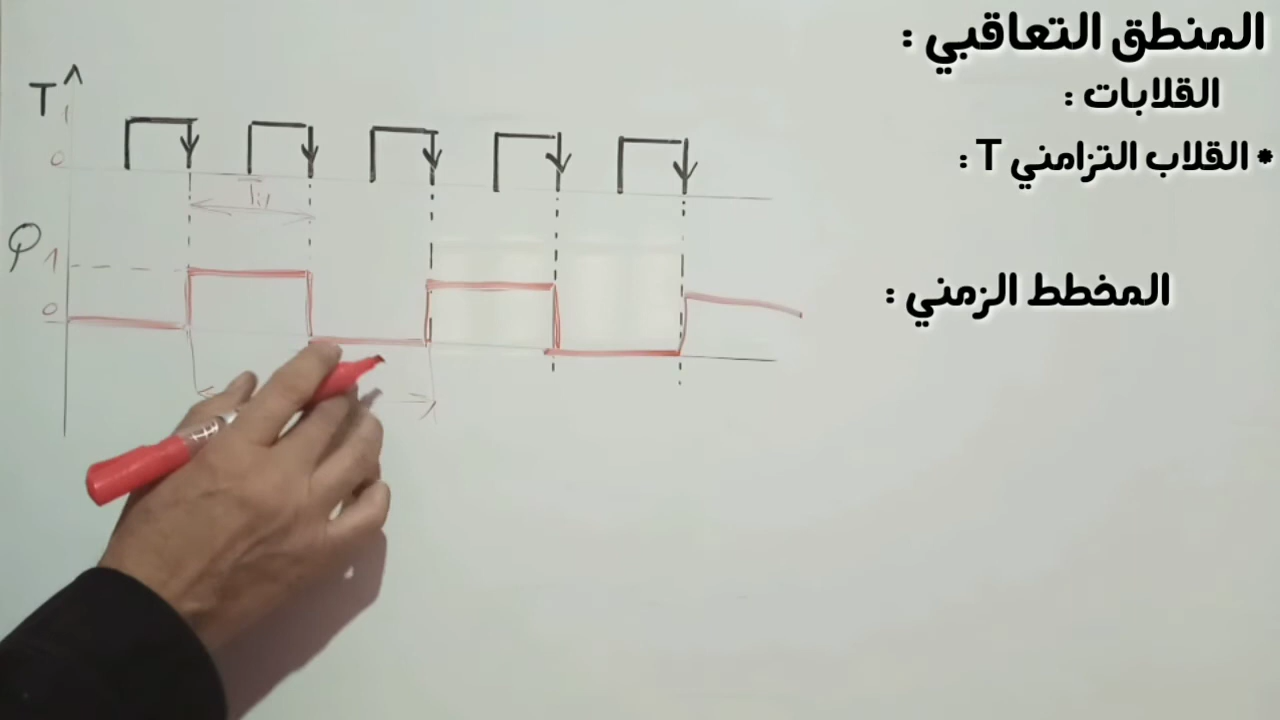 المنطق التعاقبي :
القلابات :
* القلاب التزامني T :
المخطط الزمني :
T
1
0
Q
1
0